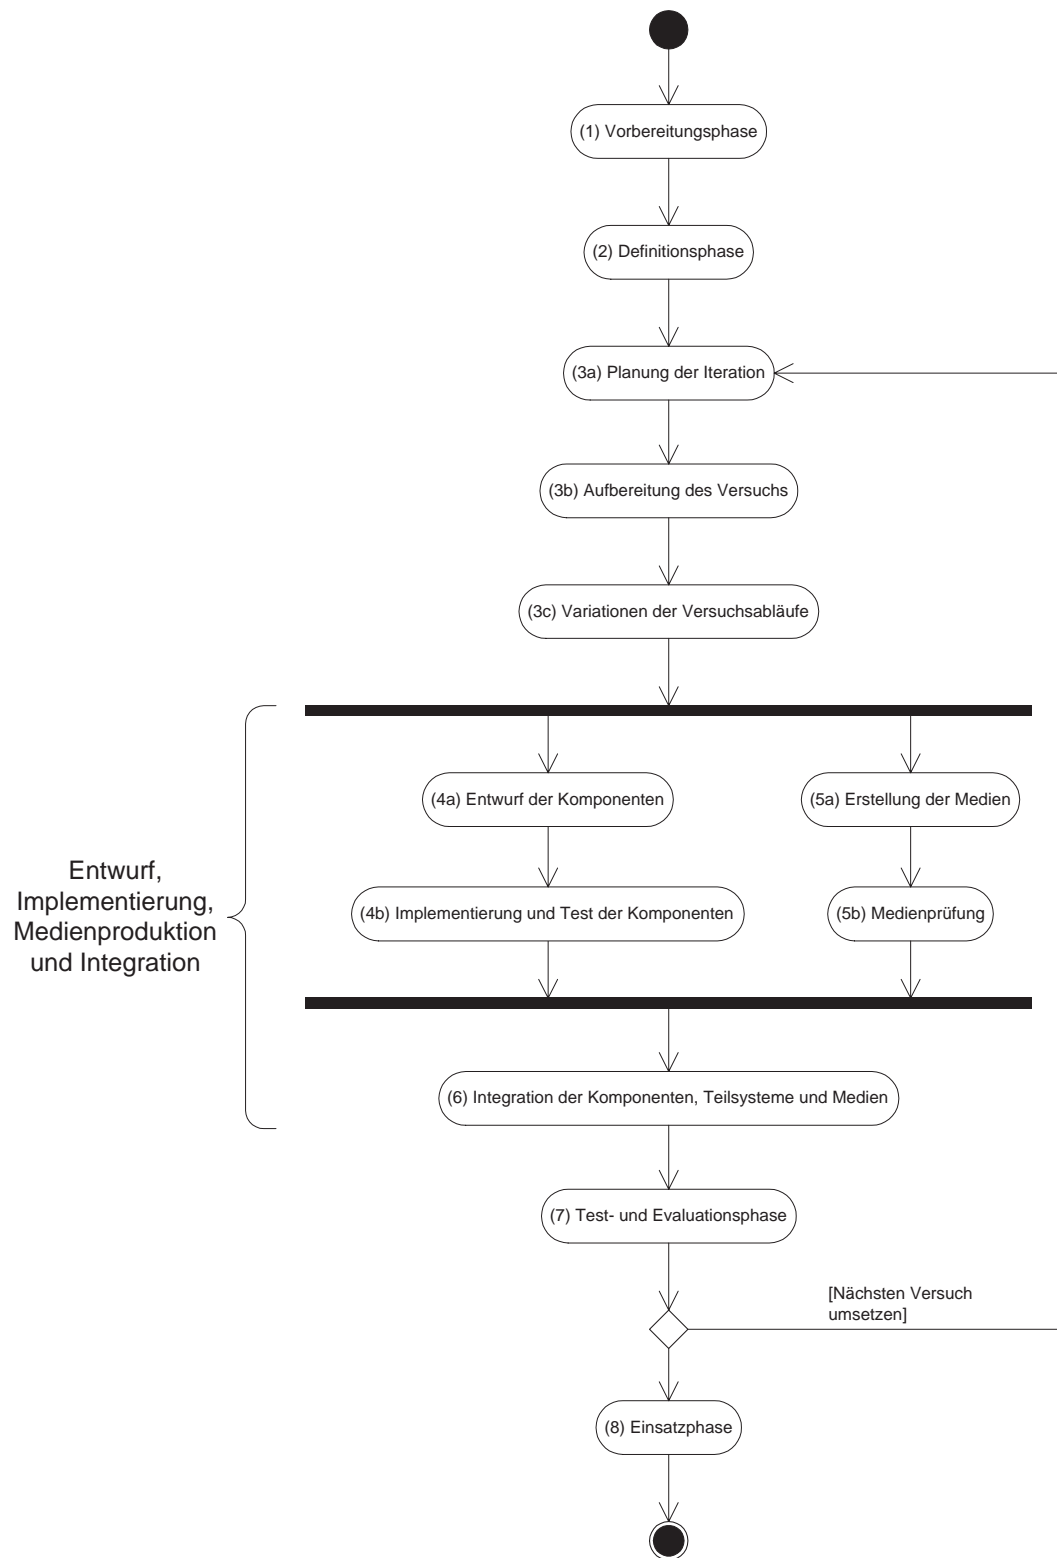 (1) Vorbereitungsphase
(2) Definitionsphase
(3a) Planung der Iteration
(3b) Aufbereitung des Versuchs
(3c) Variationen der Versuchsabläufe
(4a) Entwurf der Komponenten
(5a) Erstellung der Medien
Entwurf,
Implementierung,
Medienproduktion
und Integration
(4b) Implementierung und Test der Komponenten
(5b) Medienprüfung
(6) Integration der Komponenten, Teilsysteme und Medien
(7) Test- und Evaluationsphase
[Nächsten Versuch
umsetzen]
(8) Einsatzphase